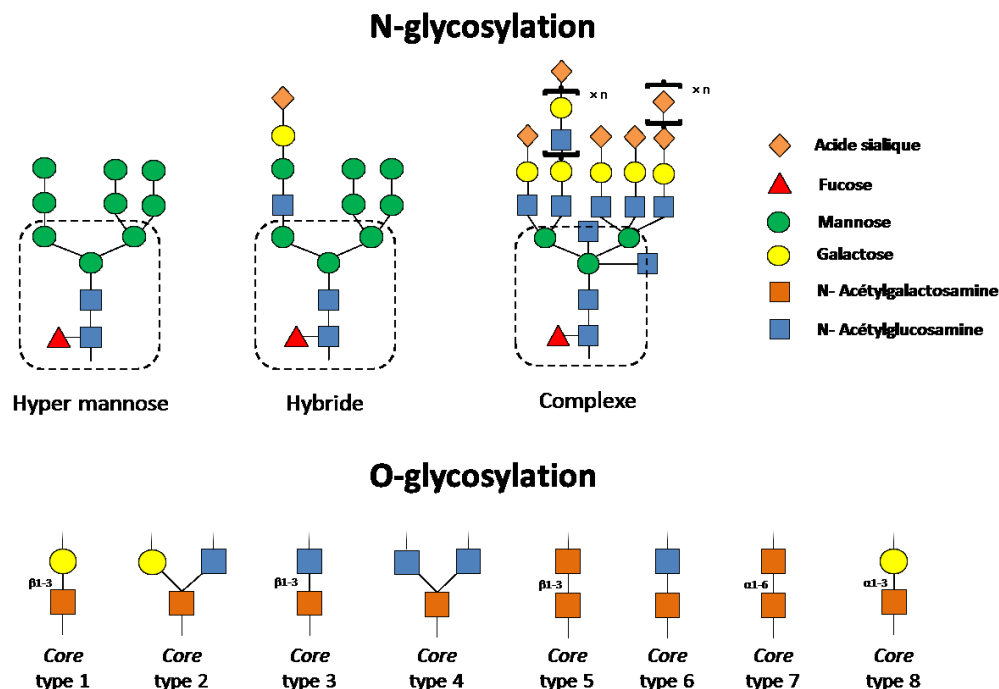 N-glycosylation
× n
× n
Acide sialique
Fucose
Mannose
Galactose
N- Acétylgalactosamine
N- Acétylglucosamine
Hyper mannose
Hybride
Complexe
O-glycosylation
β1-3
β1-3
β1-3
α1-6
α1-3
Core
type 1
Core
type 2
Core
type 3
Core
type 4
Core
type 5
Core
type 6
Core
type 7
Core
type 8